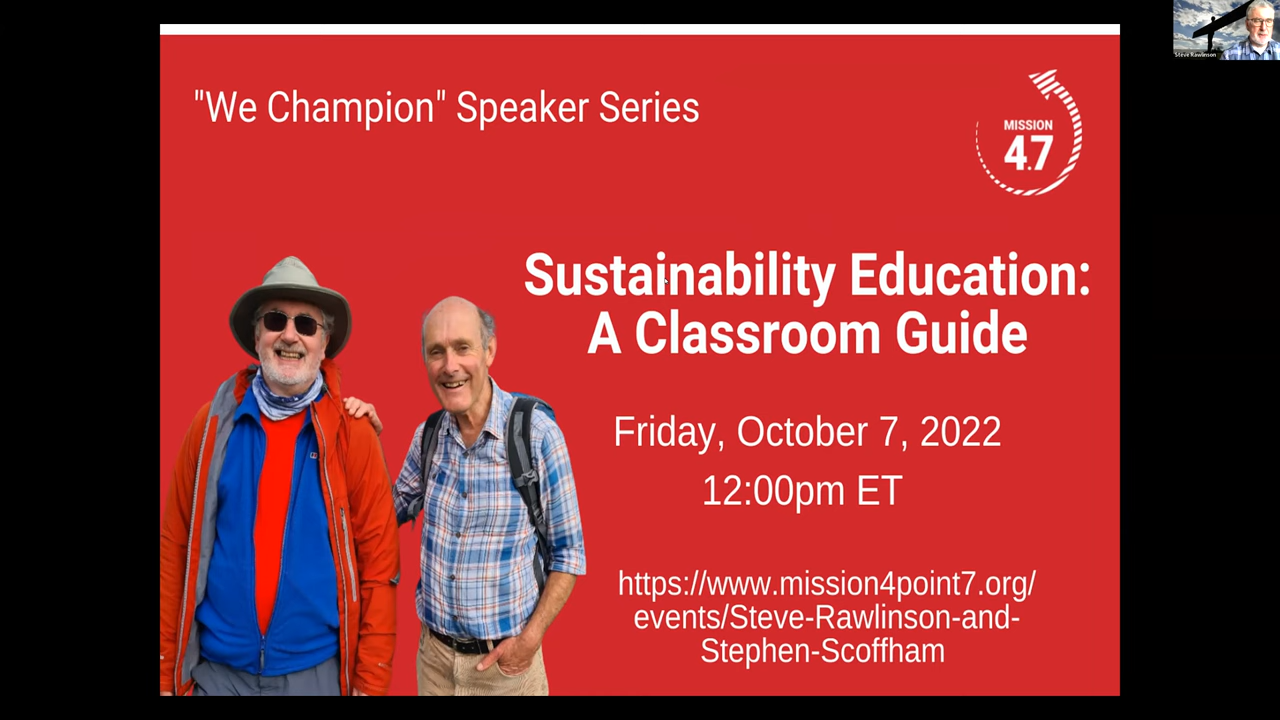 "We Champion" Speaker Series
MISSION
4.7
Sustainability Education:
A Classroom Guide
Friday, October 7, 2022
12:00pm ET
https://www.mission4point7.org/
events/Steve-Rawlinson-and-
Stephen-Scoffham
Steve Rawlinson